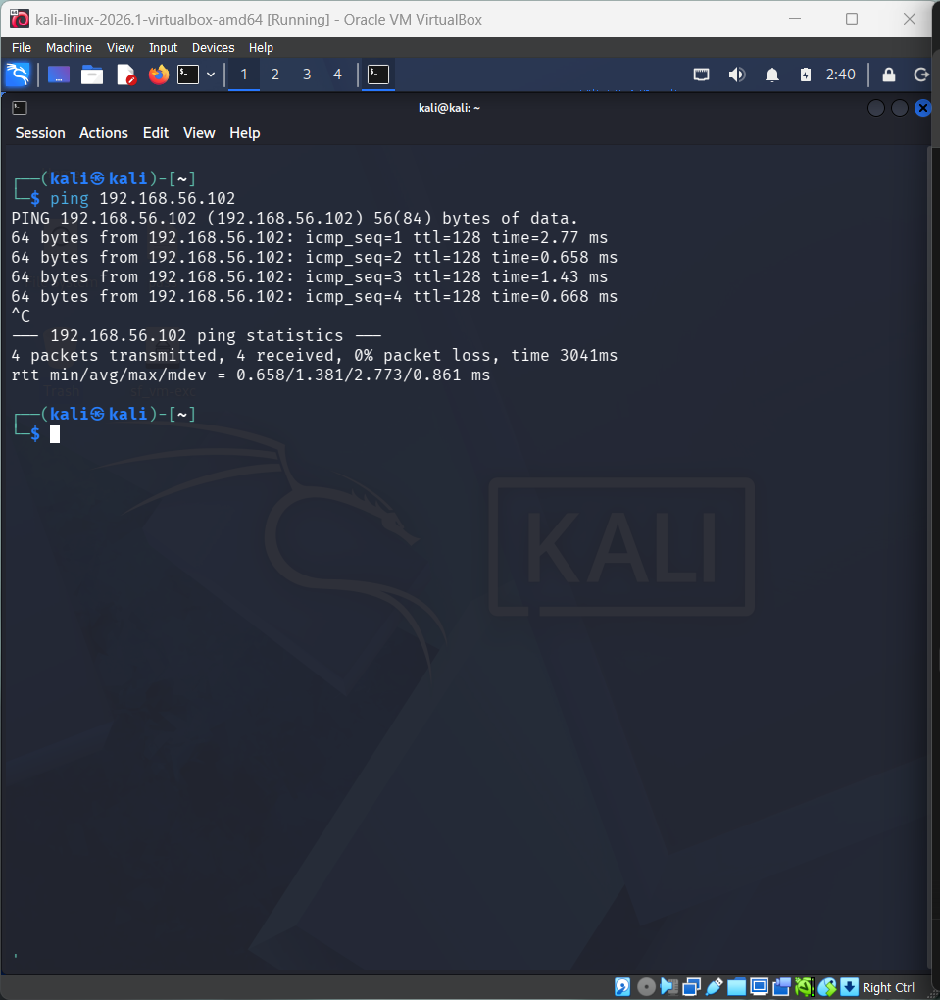 kali-linux-2026.1-virtualbox-amd64 [Running] - Oracle VM VirtualBox
File Machine View Input Devices Help
1 2 3 4 2:40
kali@kali: ~
Session Actions Edit View Help
┌──(kali㉿kali)-[~]
└─$ ping 192.168.56.102
PING 192.168.56.102 (192.168.56.102) 56(84) bytes of data.
64 bytes from 192.168.56.102: icmp_seq=1 ttl=128 time=2.77 ms
64 bytes from 192.168.56.102: icmp_seq=2 ttl=128 time=0.658 ms
64 bytes from 192.168.56.102: icmp_seq=3 ttl=128 time=1.43 ms
64 bytes from 192.168.56.102: icmp_seq=4 ttl=128 time=0.668 ms
^C
--- 192.168.56.102 ping statistics ---
4 packets transmitted, 4 received, 0% packet loss, time 3041ms
rtt min/avg/max/mdev = 0.658/1.381/2.773/0.861 ms
Trash
┌──(kali㉿kali)-[~]
└─$
KALI
Right Ctrl